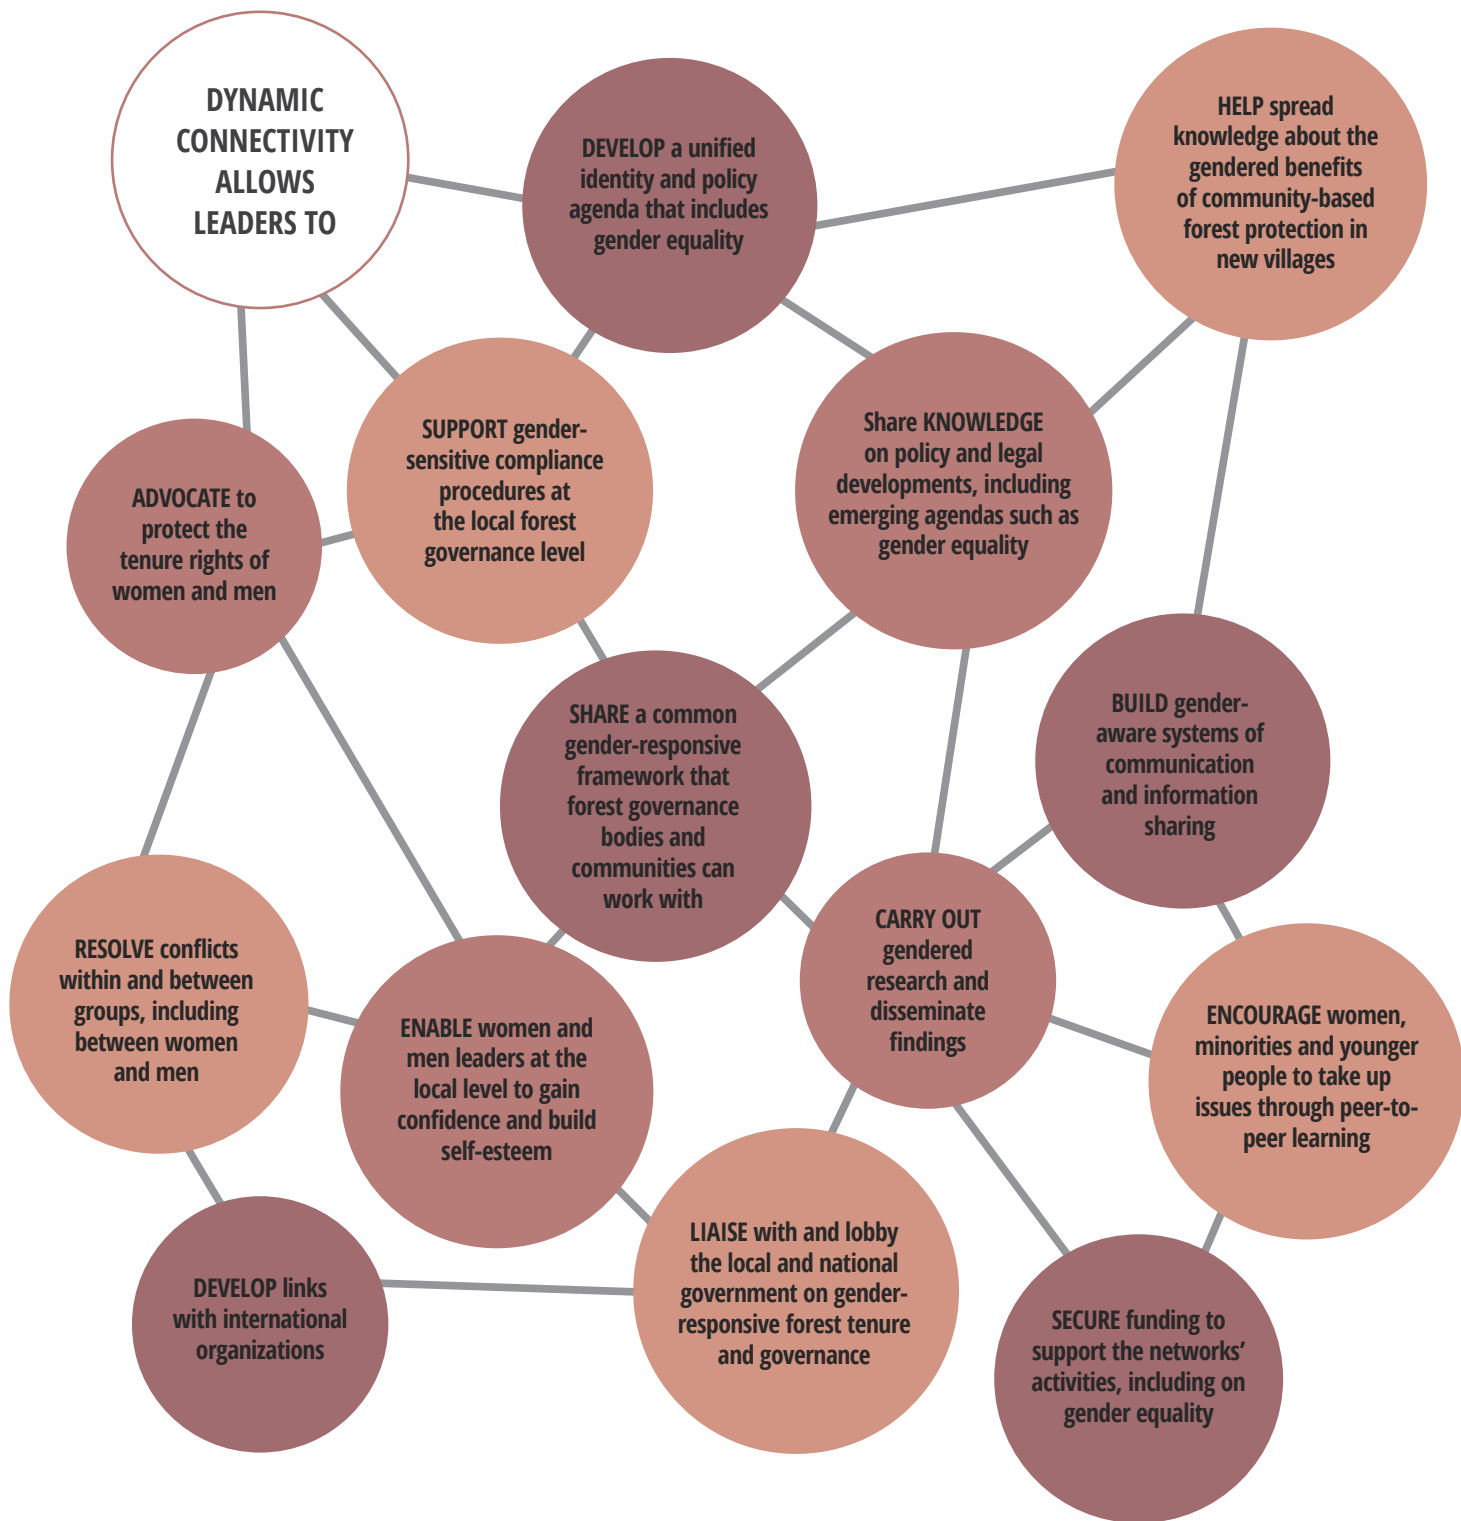 DYNAMIC
CONNECTIVITY
ALLOWS
LEADERS TO
DEVELOP a unified
identity and policy
agenda that includes
gender equality
HELP spread
knowledge about the
gendered benefits
of community-based
forest protection in
new villages
SUPPORT gender-
sensitive compliance
procedures at
the local forest
governance level
Share KNOWLEDGE
on policy and legal
developments, including
emerging agendas such as
gender equality
ADVOCATE to
protect the
tenure rights of
women and men
SHARE a common
gender-responsive
framework that
forest governance
bodies and
communities can
work with
BUILD gender-
aware systems of
communication
and information
sharing
RESOLVE conflicts
within and between
groups, including
between women
and men
ENABLE women and
men leaders at the
local level to gain
confidence and build
self-esteem
CARRY OUT
gendered
research and
disseminate
findings
ENCOURAGE women,
minorities and younger
people to take up
issues through peer-to-
peer learning
DEVELOP links
with international
organizations
LIAISE with and lobby
the local and national
government on gender-
responsive forest tenure
and governance
SECURE funding to
support the networks’
activities, including on
gender equality